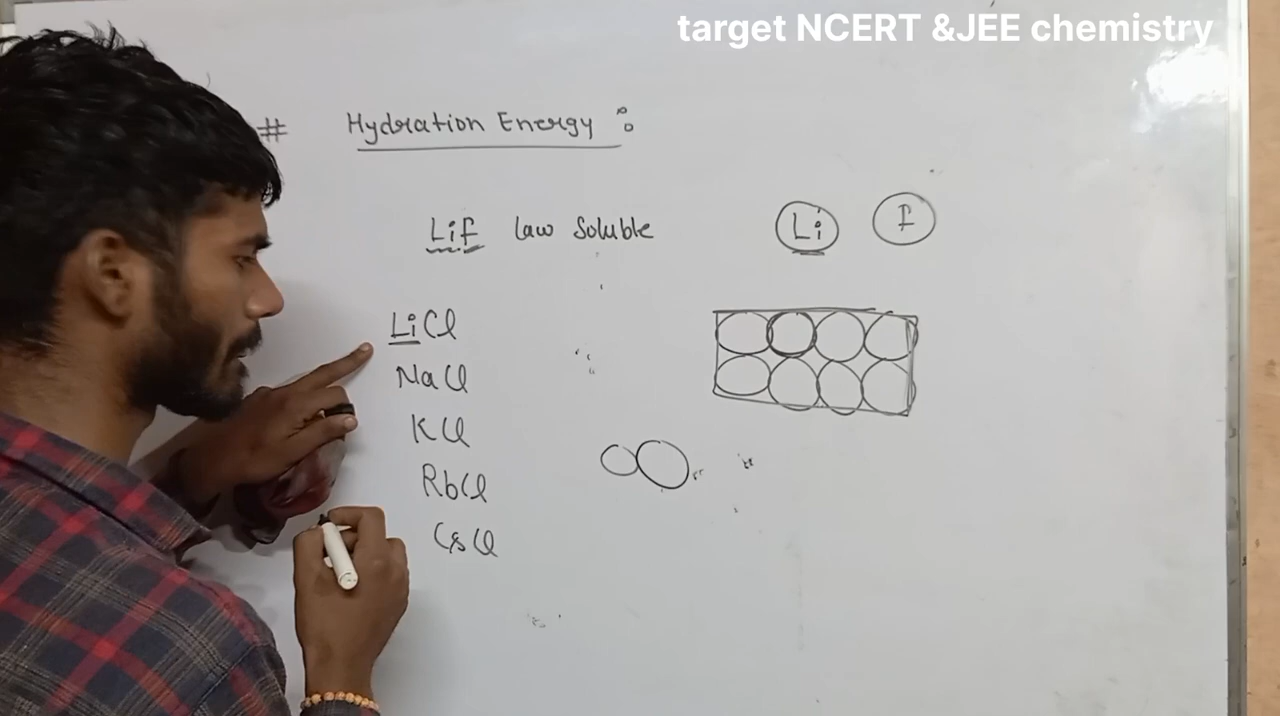 target NCERT &JEE chemistry
# Hydration Energy :
Lif law Soluble
Li f
LiCl
NaCl
KCl
RbCl
CsCl